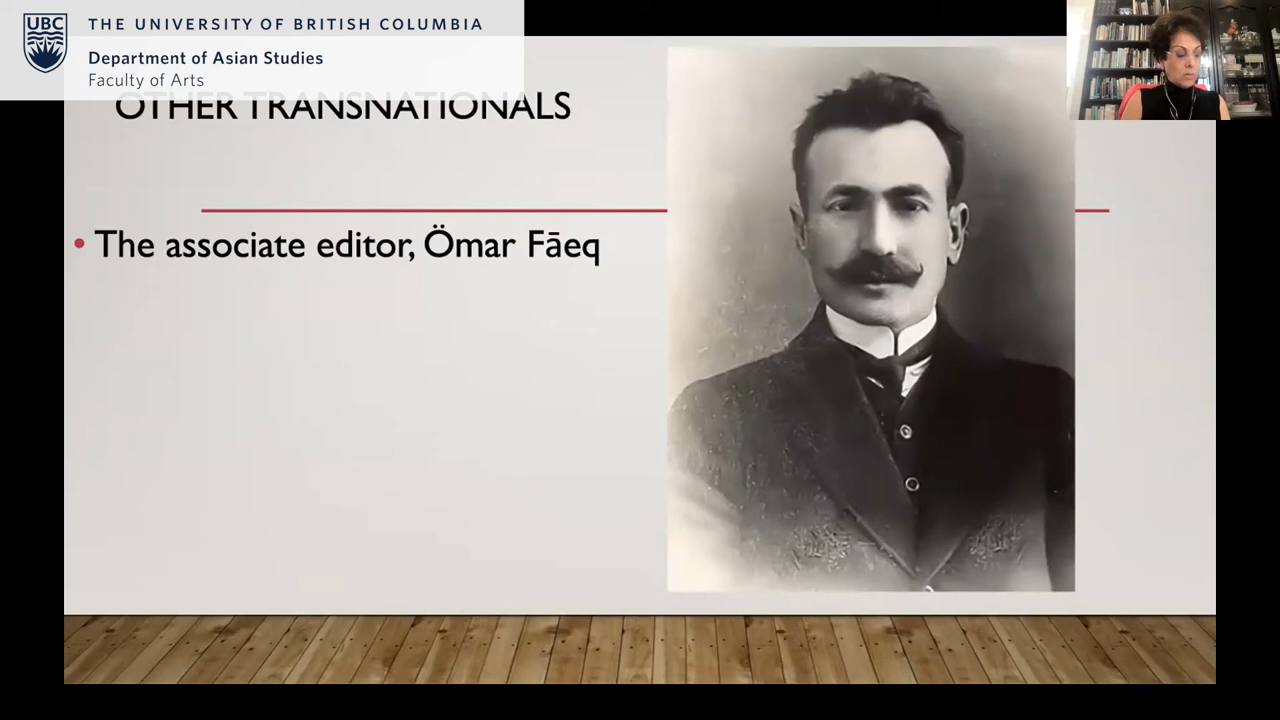 UBC
THE UNIVERSITY OF BRITISH COLUMBIA
Department of Asian Studies
Faculty of Arts
OTHER TRANSNATIONALS
• The associate editor, Ömar Fāeq